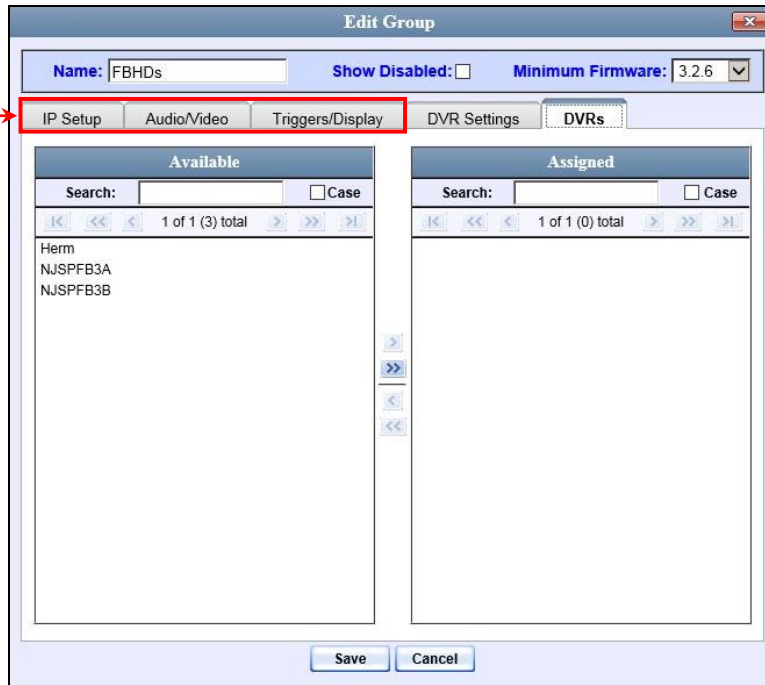 Edit Group
Name: FBHDs Show Disabled: Minimum Firmware: 3.2.6
IP Setup Audio/Video Triggers/Display DVR Settings DVRs
Available
Search: Case
1 of 1 (3) total
Herm
NJSPFB3A
NJSPFB3B
Assigned
Search: Case
1 of 1 (0) total
Save Cancel